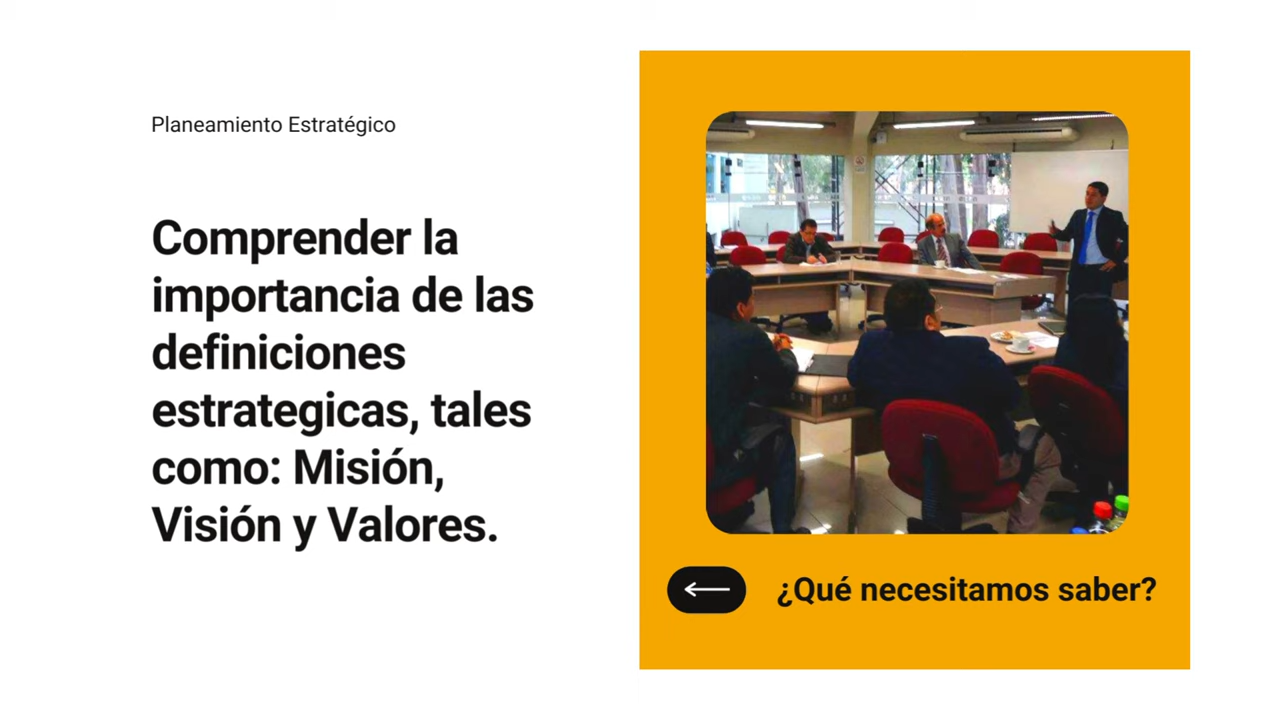 Planeamiento Estratégico
Comprender la
importancia de las
definiciones
estrategicas, tales
como: Misión,
Visión y Valores.
¿Qué necesitamos saber?